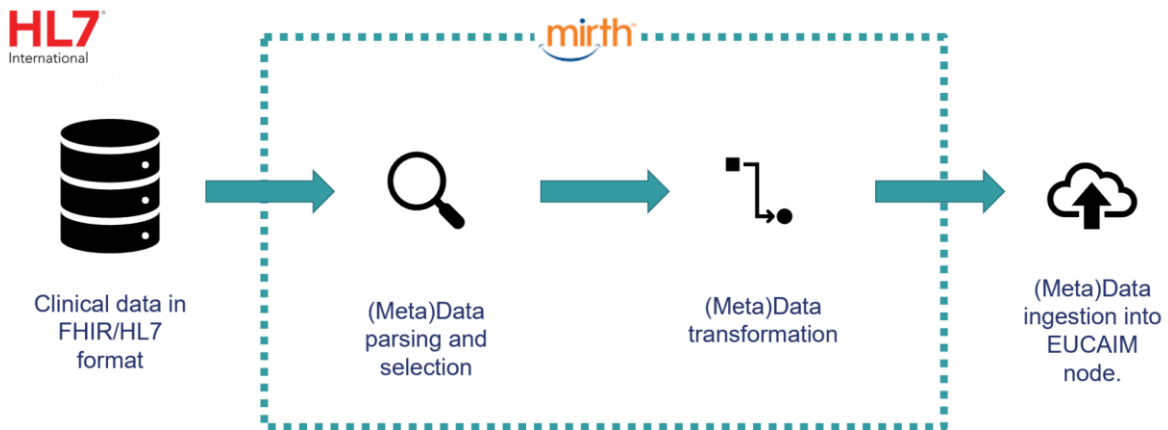 HL7
International
mirth
Clinical data in
FHIR/HL7
format
(Meta)Data
parsing and
selection
(Meta)Data
transformation
(Meta)Data
ingestion into
EUCAIM
node.